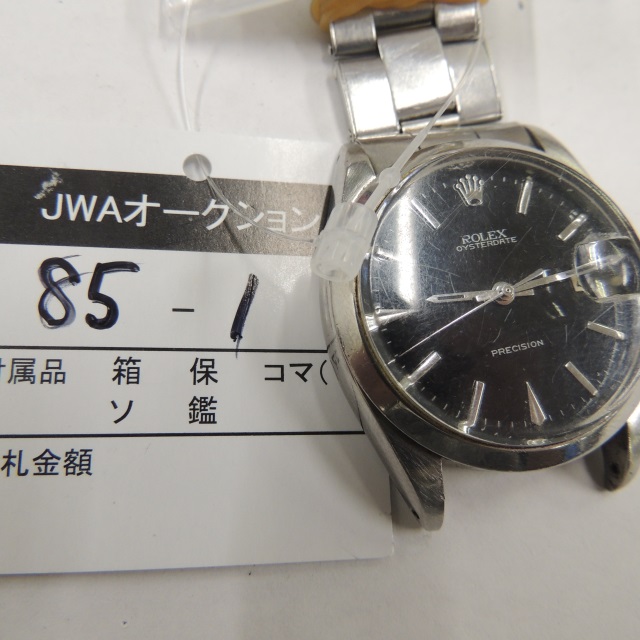 JWAオークション
85-1
付属品 箱 保 コマ(
ソ 鑑
札金額
ROLEX
OYSTERDATE
PRECISION